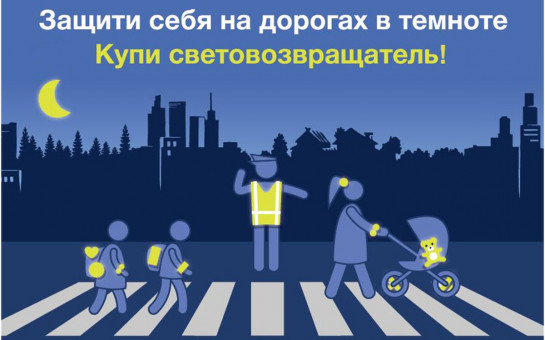 Защити себя на дорогах в темноте
Купи световозвращатель!